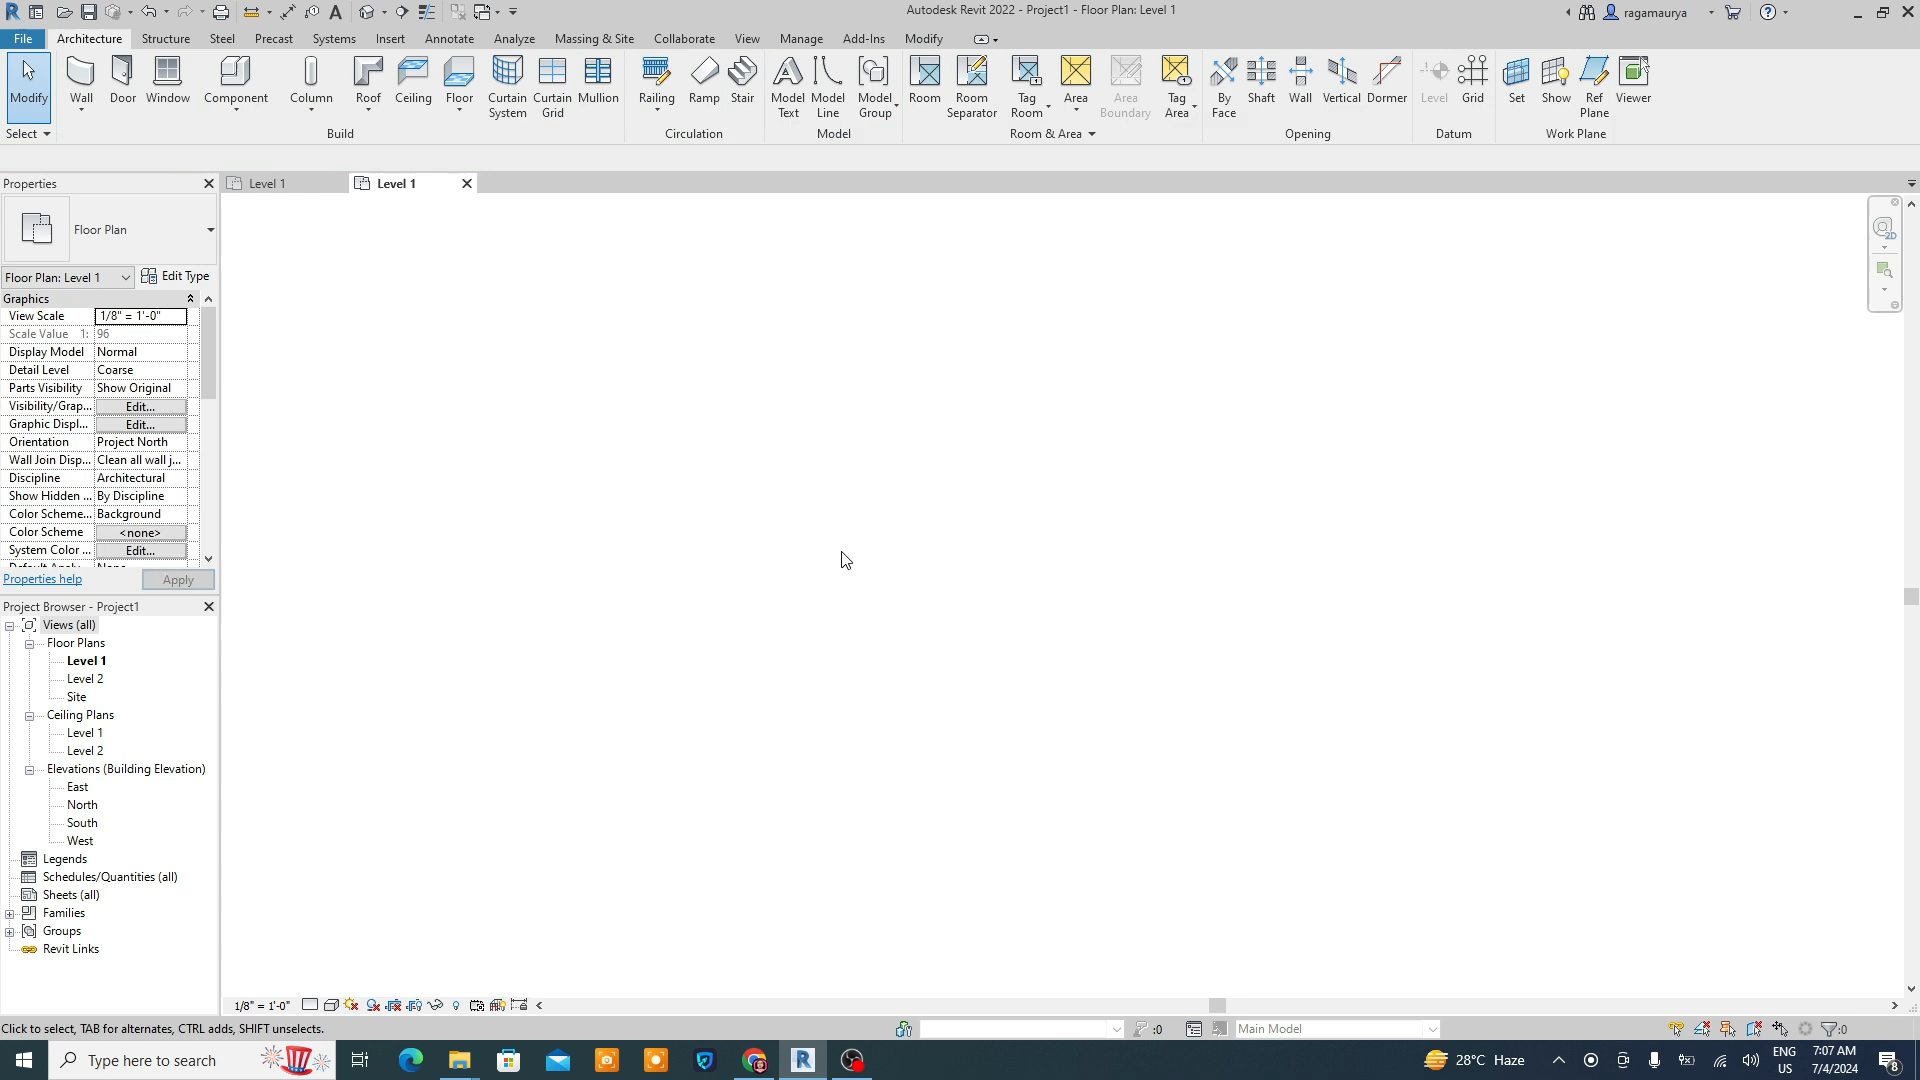 Autodesk Revit 2022 - Project1 - Floor Plan: Level 1
ragamaurya
File Architecture Structure Steel Precast Systems Insert Annotate Analyze Massing & Site Collaborate View Manage Add-Ins Modify
Modify Wall Door Window Component Column Roof Ceiling Floor Curtain System Curtain Grid Mullion Railing Ramp Stair Model Text Model Line Model Group Room Room Separator Tag Room Area Area Boundary Tag Area By Face Shaft Wall Vertical Dormer Level Grid Set Show Ref Plane Viewer
Select Build Circulation Model Room & Area Opening Datum Work Plane
Properties
Level 1
Level 1
Floor Plan
Floor Plan: Level 1
Edit Type
Graphics
View Scale 1/8" = 1'-0"
Scale Value 1: 96
Display Model Normal
Detail Level Coarse
Parts Visibility Show Original
Visibility/Grap... Edit...
Graphic Displ... Edit...
Orientation Project North
Wall Join Disp... Clean all wall j...
Discipline Architectural
Show Hidden ... By Discipline
Color Scheme... Background
Color Scheme <none>
System Color ... Edit...
Properties help
Apply
2D
Project Browser - Project1
Views (all)
Floor Plans
Level 1
Level 2
Site
Ceiling Plans
Level 1
Level 2
Elevations (Building Elevation)
East
North
South
West
Legends
Schedules/Quantities (all)
Sheets (all)
Families
Groups
Revit Links
1/8" = 1'-0"
Click to select, TAB for alternates, CTRL adds, SHIFT unselects.
:0
Main Model
:0
Type here to search
28°C Haze
ENG
US
7:07 AM
7/4/2024
8